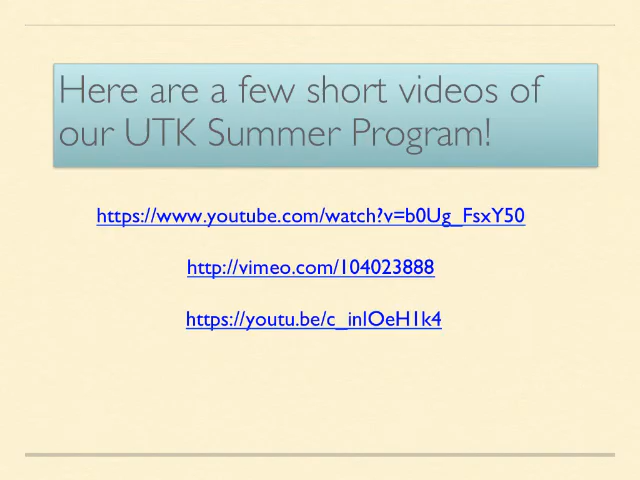 Here are a few short videos of
our UTK Summer Program!
https://www.youtube.com/watch?v=b0Ug_FsxY50
http://vimeo.com/104023888
https://youtu.be/c_inlOeH1k4